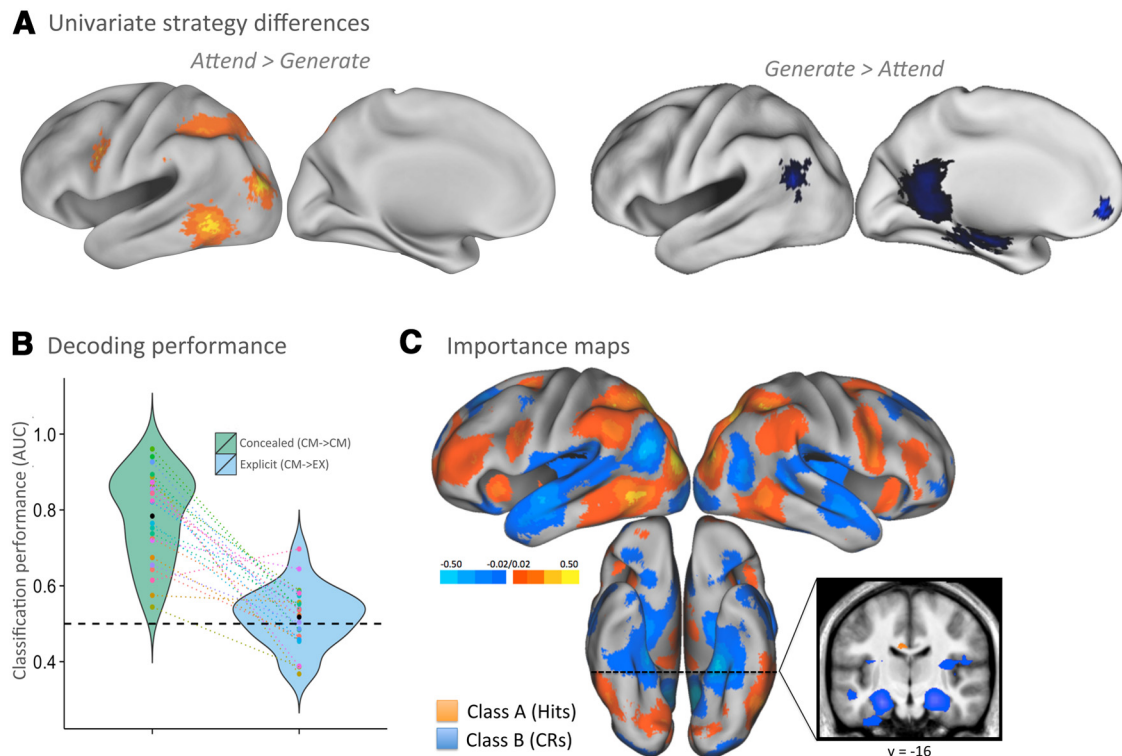 A Univariate strategy differences
Attend > Generate
Generate > Attend
B Decoding performance
Classification performance (AUC)
1.0
0.8
0.6
0.4
Concealed (CM->CM)
Explicit (CM->EX)
C Importance maps
-0.50 -0.02/0.02 0.50
Class A (Hits)
Class B (CRs)
y = -16